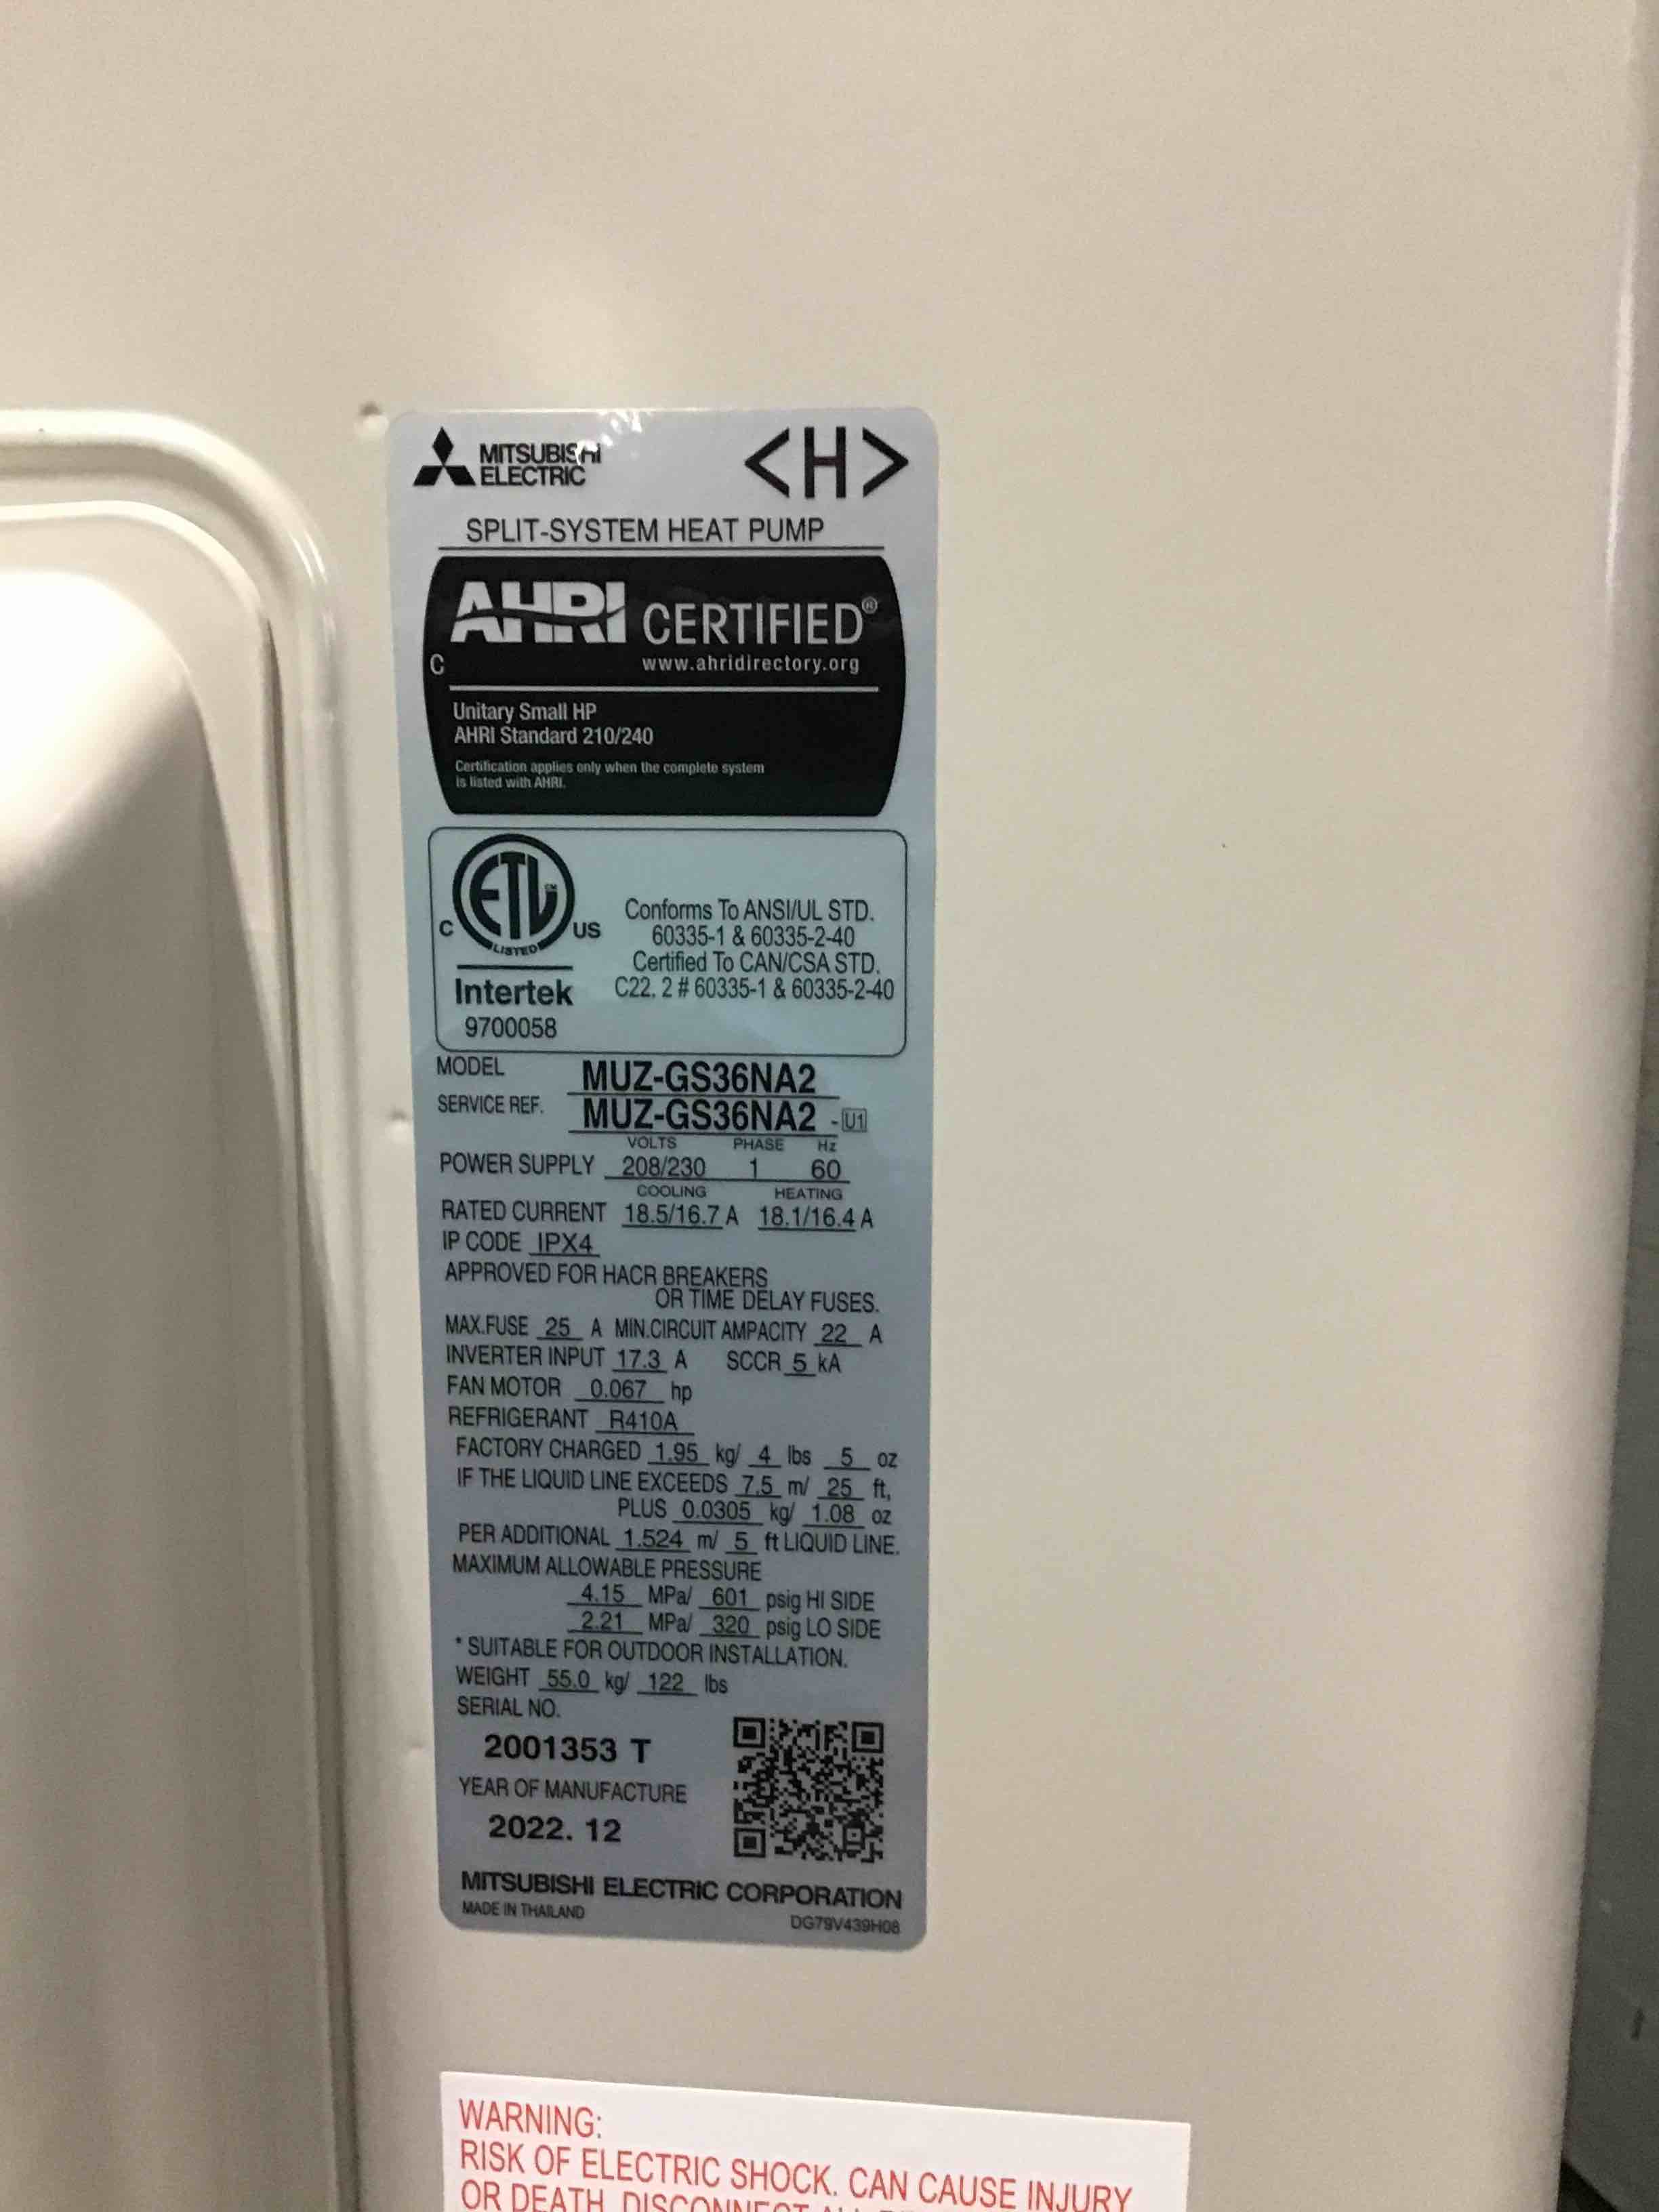 MITSUBISHI
ELECTRIC
<H>
SPLIT-SYSTEM HEAT PUMP
AHRI CERTIFIED®
C
www.ahridirectory.org
Unitary Small HP
AHRI Standard 210/240
Certification applies only when the complete system
is listed with AHRI.
ETL CM
C US
LISTED
Intertek
9700058
Conforms To ANSI/UL STD.
60335-1 & 60335-2-40
Certified To CAN/CSA STD.
C22. 2 # 60335-1 & 60335-2-40
MODEL MUZ-GS36NA2
SERVICE REF. MUZ-GS36NA2 - U1
VOLTS PHASE Hz
POWER SUPPLY 208/230 1 60
COOLING HEATING
RATED CURRENT 18.5/16.7 A 18.1/16.4 A
IP CODE IPX4
APPROVED FOR HACR BREAKERS
OR TIME DELAY FUSES.
MAX.FUSE 25 A MIN.CIRCUIT AMPACITY 22 A
INVERTER INPUT 17.3 A SCCR 5 kA
FAN MOTOR 0.067 hp
REFRIGERANT R410A
FACTORY CHARGED 1.95 kg/ 4 lbs 5 oz
IF THE LIQUID LINE EXCEEDS 7.5 m/ 25 ft,
PLUS 0.0305 kg/ 1.08 oz
PER ADDITIONAL 1.524 m/ 5 ft LIQUID LINE.
MAXIMUM ALLOWABLE PRESSURE
4.15 MPa/ 601 psig HI SIDE
2.21 MPa/ 320 psig LO SIDE
* SUITABLE FOR OUTDOOR INSTALLATION.
WEIGHT 55.0 kg/ 122 lbs
SERIAL NO.
2001353 T
YEAR OF MANUFACTURE
2022. 12
MITSUBISHI ELECTRIC CORPORATION
MADE IN THAILAND
DG79V439H08
WARNING:
RISK OF ELECTRIC SHOCK. CAN CAUSE INJURY
OR DEATH